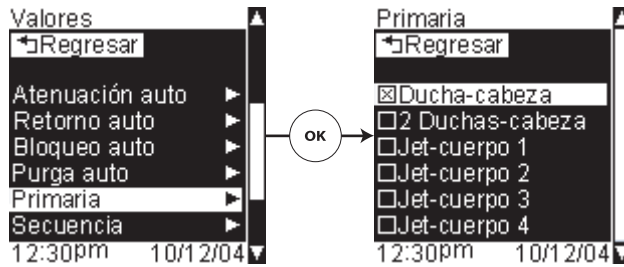 Valores
Regresar
Atenuación auto
Retorno auto
Bloqueo auto
Purga auto
Primaria
Secuencia
12:30pm 10/12/04
OK
Primaria
Regresar
Ducha-cabeza
2 Duchas-cabeza
Jet-cuerpo 1
Jet-cuerpo 2
Jet-cuerpo 3
Jet-cuerpo 4
12:30pm 10/12/04